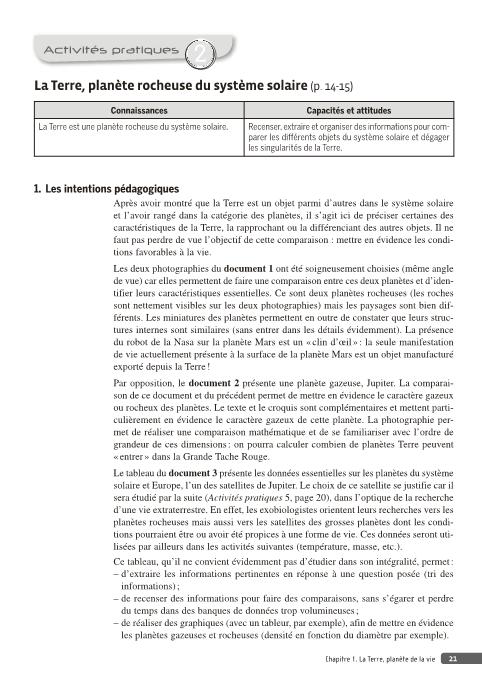 Activités pratiques 2
La Terre, planète rocheuse du système solaire (p. 14-15)
Connaissances
Capacités et attitudes
La Terre est une planète rocheuse du système solaire.
Recenser, extraire et organiser des informations pour com-
parer les différents objets du système solaire et dégager
les singularités de la Terre.
1. Les intentions pédagogiques
Après avoir montré que la Terre est un objet parmi d'autres dans le système solaire
et l'avoir rangé dans la catégorie des planètes, il s'agit ici de préciser certaines des
caractéristiques de la Terre, la rapprochant ou la différenciant des autres objets. Il ne
faut pas perdre de vue l'objectif de cette comparaison : mettre en évidence les condi-
tions favorables à la vie.
Les deux photographies du document 1 ont été soigneusement choisies (même angle
de vue) car elles permettent de faire une comparaison entre ces deux planètes et d'iden-
tifier leurs caractéristiques essentielles. Ce sont deux planètes rocheuses (les roches
sont nettement visibles sur les deux photographies) mais les paysages sont bien dif-
férents. Les miniatures des planètes permettent en outre de constater que leurs struc-
tures internes sont similaires (sans entrer dans les détails évidemment). La présence
du robot de la Nasa sur la planète Mars est un « clin d'œil » : la seule manifestation
de vie actuellement présente à la surface de la planète Mars est un objet manufacturé
exporté depuis la Terre !
Par opposition, le document 2 présente une planète gazeuse, Jupiter. La comparai-
son de ce document et du précédent permet de mettre en évidence le caractère gazeux
ou rocheux des planètes. Le texte et le croquis sont complémentaires et mettent parti-
culièrement en évidence le caractère gazeux de cette planète. La photographie per-
met de réaliser une comparaison mathématique et de se familiariser avec l'ordre de
grandeur de ces dimensions : on pourra calculer combien de planètes Terre peuvent
« entrer » dans la Grande Tache Rouge.
Le tableau du document 3 présente les données essentielles sur les planètes du système
solaire et Europe, l'un des satellites de Jupiter. Le choix de ce satellite se justifie car il
sera étudié par la suite (Activités pratiques 5, page 20), dans l'optique de la recherche
d'une vie extraterrestre. En effet, les exobiologistes orientent leurs recherches vers les
planètes rocheuses mais aussi vers les satellites des grosses planètes dont les condi-
tions pourraient être ou avoir été propices à une forme de vie. Ces données seront uti-
lisées par ailleurs dans les activités suivantes (température, masse, etc.).
Ce tableau, qu'il ne convient évidemment pas d'étudier dans son intégralité, permet :
– d'extraire les informations pertinentes en réponse à une question posée (tri des
informations) ;
– de recenser des informations pour faire des comparaisons, sans s'égarer et perdre
du temps dans des banques de données trop volumineuses ;
– de réaliser des graphiques (avec un tableur, par exemple), afin de mettre en évidence
les planètes gazeuses et rocheuses (densité en fonction du diamètre par exemple).
Chapitre 1. La Terre, planète de la vie 21